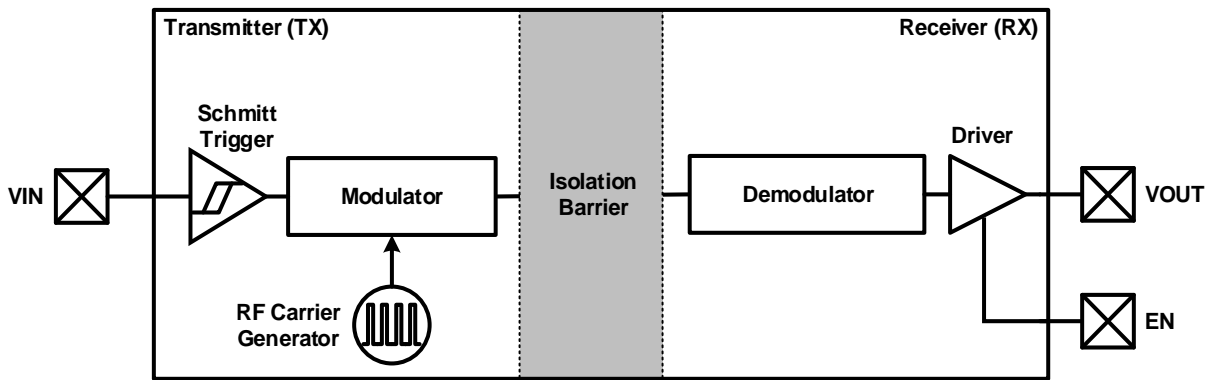 Transmitter (TX)
Receiver (RX)
Schmitt
Trigger
Driver
VIN
Modulator
Isolation
Barrier
Demodulator
VOUT
RF Carrier
Generator
EN